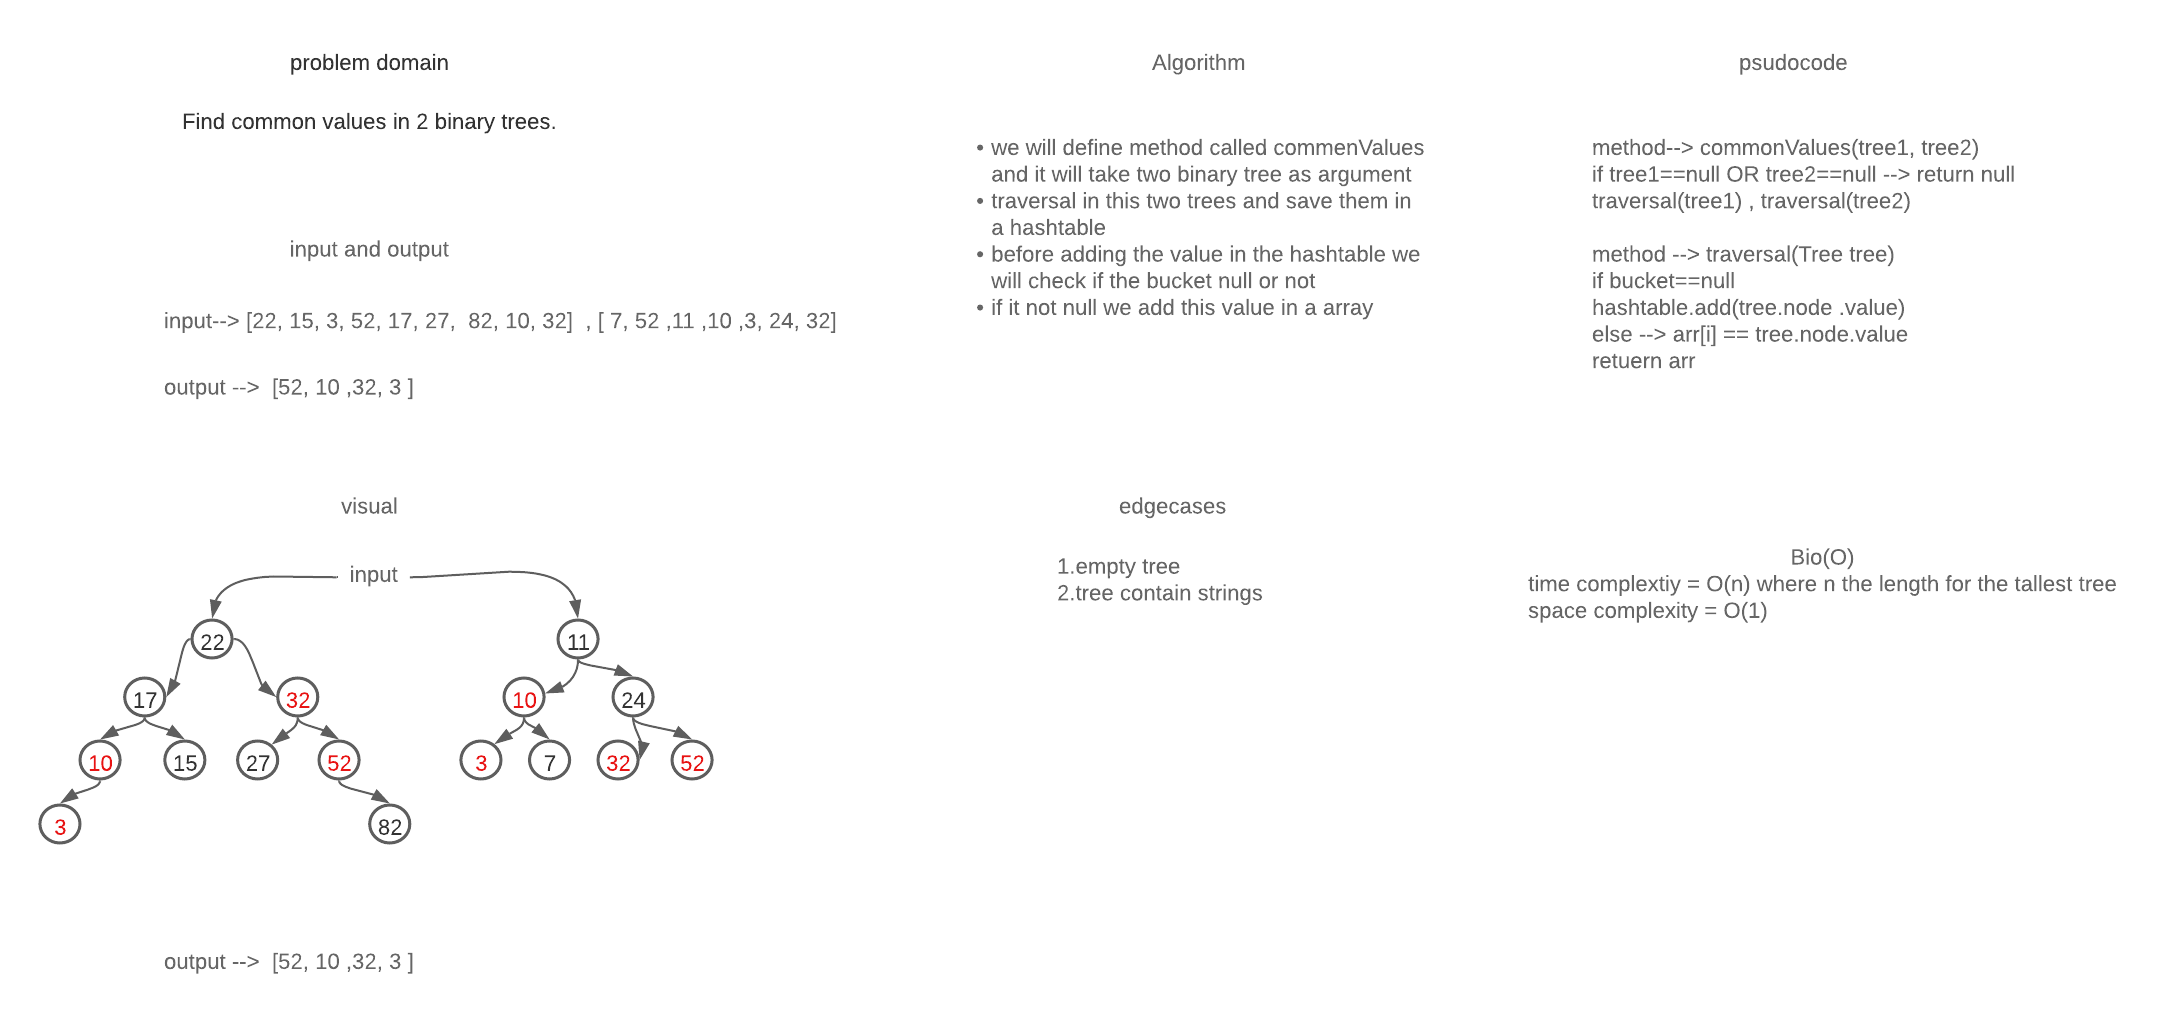 problem domain
Find common values in 2 binary trees.
input and output
input--> [22, 15, 3, 52, 17, 27,  82, 10, 32]  , [ 7, 52 ,11 ,10 ,3, 24, 32]
output -->  [52, 10 ,32, 3 ]
visual
input
22
11
17
32
10
24
10
15
27
52
3
7
32
52
3
82
output -->  [52, 10 ,32, 3 ]
Algorithm
• we will define method called commenValues
and it will take two binary tree as argument
• traversal in this two trees and save them in
a hashtable
• before adding the value in the hashtable we
will check if the bucket null or not
• if it not null we add this value in a array
edgecases
1.empty tree
2.tree contain strings
psudocode
method--> commonValues(tree1, tree2)
if tree1==null OR tree2==null --> return null
traversal(tree1) , traversal(tree2)
method --> traversal(Tree tree)
if bucket==null
hashtable.add(tree.node .value)
else --> arr[i] == tree.node.value
retuern arr
Bio(O)
time complextiy = O(n) where n the length for the tallest tree
space complexity = O(1)